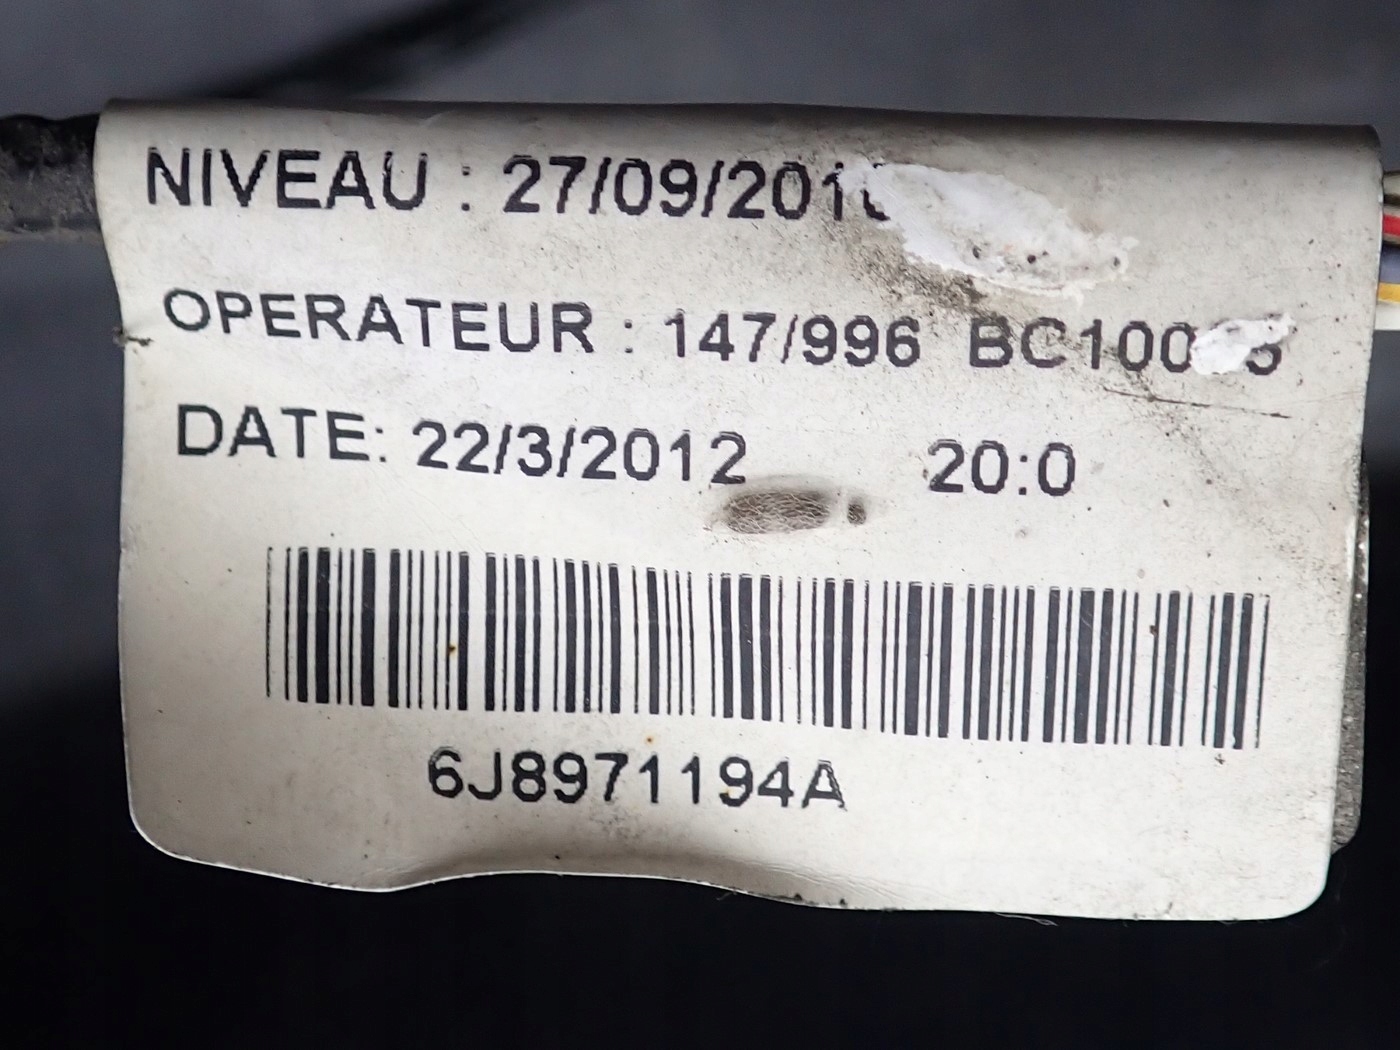 NIVEAU : 27/09/201
OPERATEUR : 147/996 BC100
DATE: 22/3/2012 20:0
6J8971194A